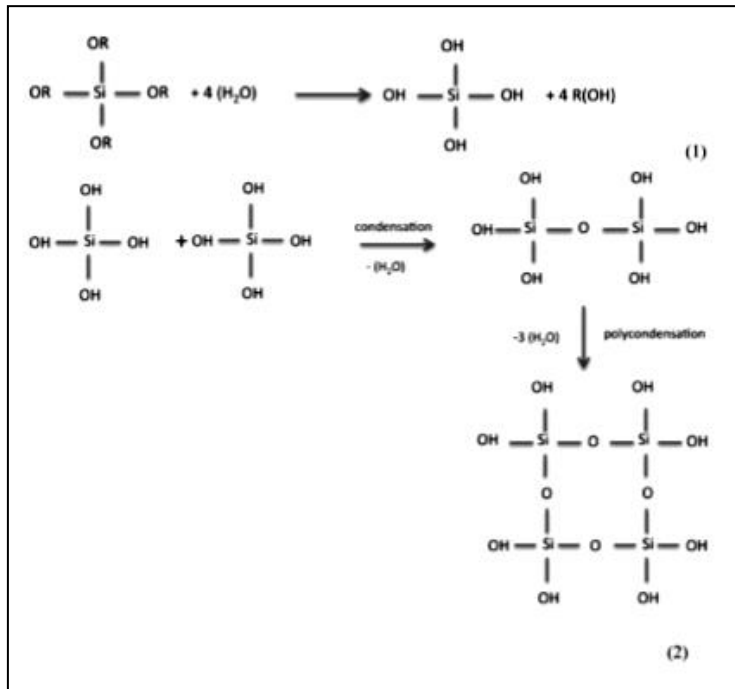 OR OH
OR — Si — OR + 4 (H₂O) OH — Si — OH + 4 R(OH)
OR OH
(1)
OH OH OH OH
OH — Si — OH + OH — Si — OH condensation OH — Si — O — Si — OH
- (H₂O)
OH OH OH OH
-3 (H₂O) polycondensation
OH OH
OH — Si — O — Si — OH
O O
OH — Si — O — Si — OH
OH OH
(2)